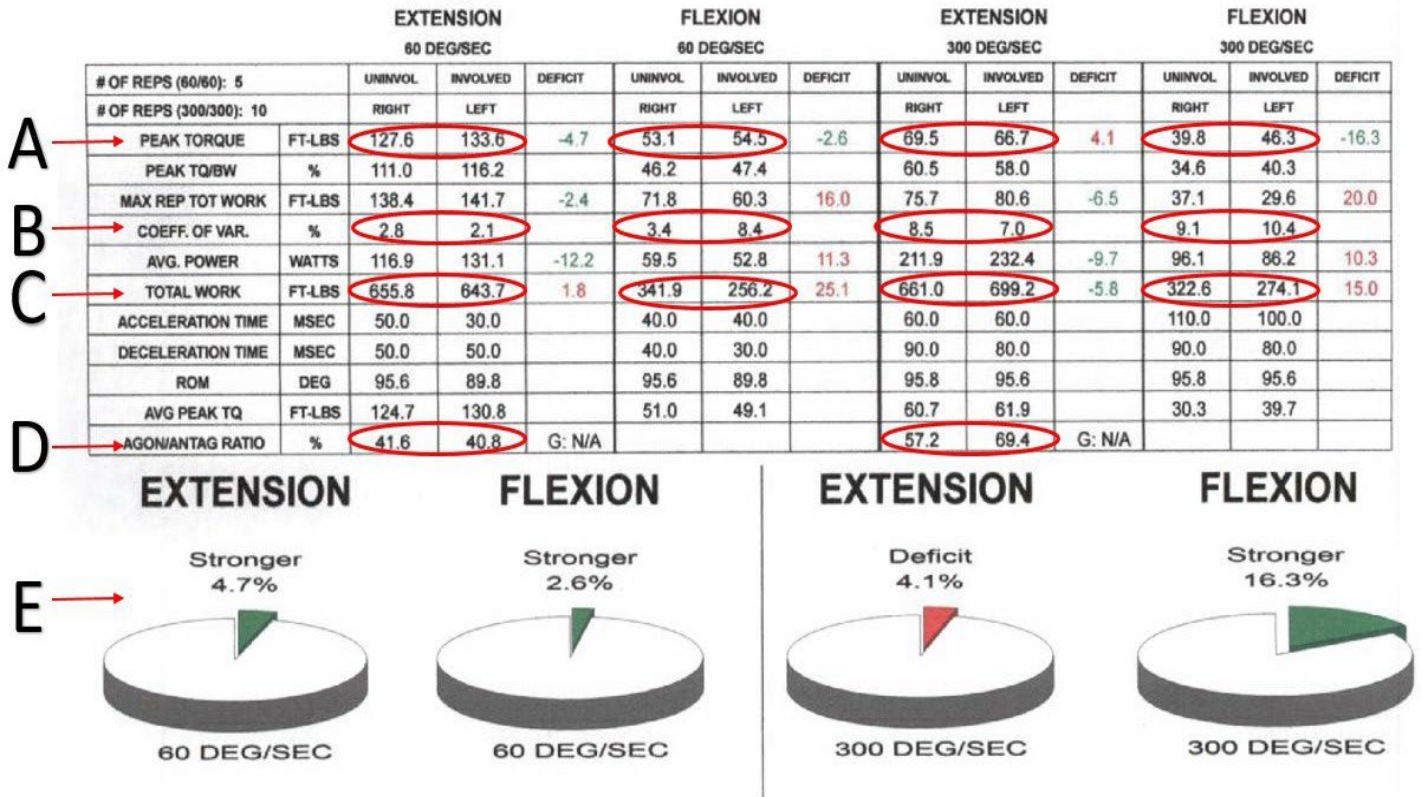 EXTENSION FLEXION EXTENSION FLEXION
60 DEG/SEC 60 DEG/SEC 300 DEG/SEC 300 DEG/SEC
# OF REPS (60/60): 5 UNINVOL INVOLVED DEFICIT UNINVOL INVOLVED DEFICIT UNINVOL INVOLVED DEFICIT UNINVOL INVOLVED DEFICIT
# OF REPS (300/300): 10 RIGHT LEFT RIGHT LEFT RIGHT LEFT RIGHT LEFT
A PEAK TORQUE FT-LBS 127.6 133.6 -4.7 53.1 54.5 -2.6 69.5 66.7 4.1 39.8 46.3 -16.3
PEAK TQ/BW % 111.0 116.2 46.2 47.4 60.5 58.0 34.6 40.3
MAX REP TOT WORK FT-LBS 138.4 141.7 -2.4 71.8 60.3 16.0 75.7 80.6 -6.5 37.1 29.6 20.0
B COEFF. OF VAR. % 2.8 2.1 3.4 8.4 8.5 7.0 9.1 10.4
AVG. POWER WATTS 116.9 131.1 -12.2 59.5 52.8 11.3 211.9 232.4 -9.7 96.1 86.2 10.3
C TOTAL WORK FT-LBS 655.8 643.7 1.8 341.9 256.2 25.1 661.0 699.2 -5.8 322.6 274.1 15.0
ACCELERATION TIME MSEC 50.0 30.0 40.0 40.0 60.0 60.0 110.0 100.0
DECELERATION TIME MSEC 50.0 50.0 40.0 30.0 90.0 80.0 90.0 80.0
ROM DEG 95.6 89.8 95.6 89.8 95.8 95.6 95.8 95.6
AVG PEAK TQ FT-LBS 124.7 130.8 51.0 49.1 60.7 61.9 30.3 39.7
D AGON/ANTAG RATIO % 41.6 40.8 G: N/A 57.2 69.4 G: N/A
EXTENSION FLEXION EXTENSION FLEXION
Stronger Stronger Deficit Stronger
4.7% 2.6% 4.1% 16.3%
E
60 DEG/SEC 60 DEG/SEC 300 DEG/SEC 300 DEG/SEC